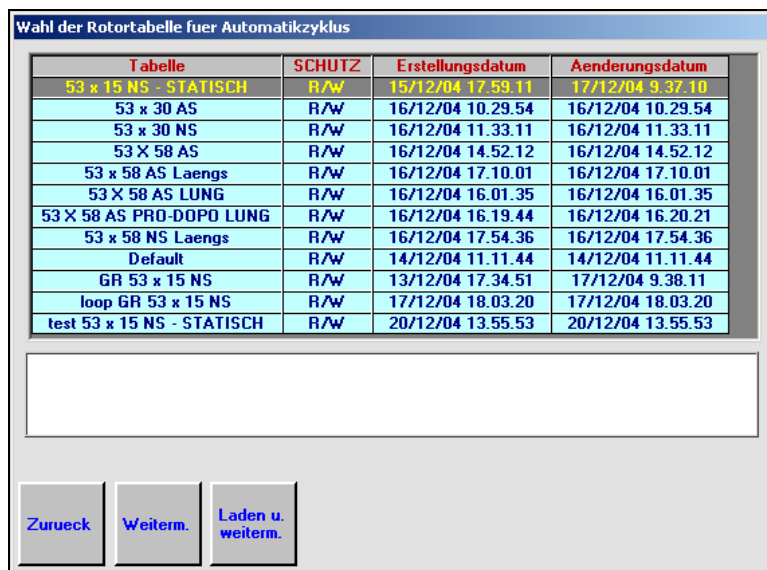 Wahl der Rotortabelle fuer Automatikzyklus
Tabelle SCHUTZ Erstellungsdatum Aenderungsdatum
53 x 15 NS - STATISCH R/W 15/12/04 17.59.11 17/12/04 9.37.10
53 x 30 AS R/W 16/12/04 10.29.54 16/12/04 10.29.54
53 x 30 NS R/W 16/12/04 11.33.11 16/12/04 11.33.11
53 X 58 AS R/W 16/12/04 14.52.12 16/12/04 14.52.12
53 x 58 AS Laengs R/W 16/12/04 17.10.01 16/12/04 17.10.01
53 X 58 AS LUNG R/W 16/12/04 16.01.35 16/12/04 16.01.35
53 X 58 AS PRO-DOPO LUNG R/W 16/12/04 16.19.44 16/12/04 16.20.21
53 x 58 NS Laengs R/W 16/12/04 17.54.36 16/12/04 17.54.36
Default R/W 14/12/04 11.11.44 14/12/04 11.11.44
GR 53 x 15 NS R/W 13/12/04 17.34.51 17/12/04 9.38.11
loop GR 53 x 15 NS R/W 17/12/04 18.03.20 17/12/04 18.03.20
test 53 x 15 NS - STATISCH R/W 20/12/04 13.55.53 20/12/04 13.55.53
Zurueck
Weiterm.
Laden u.
weiterm.